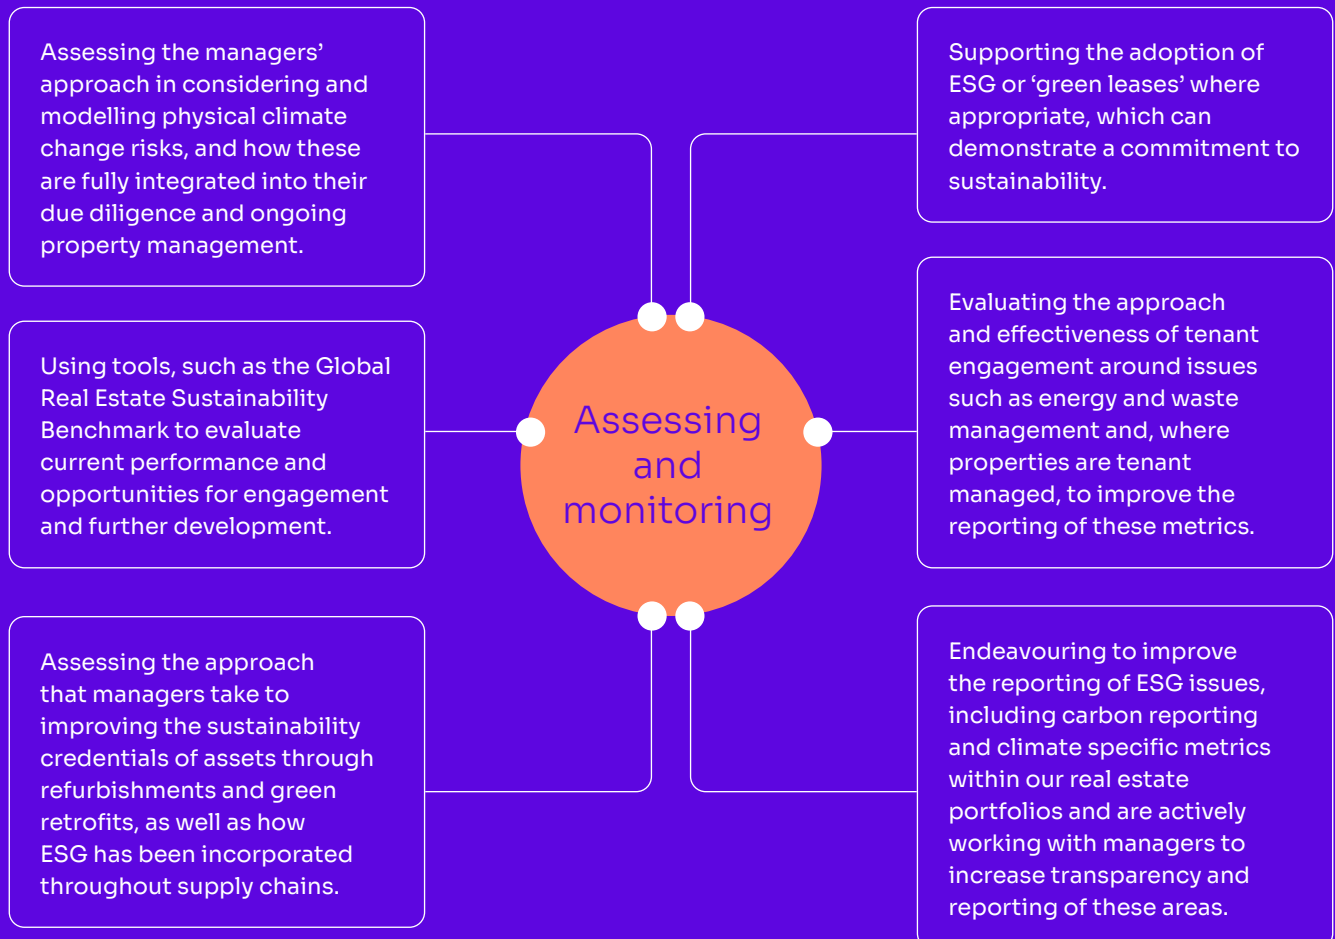 Assessing the managers’
approach in considering and
modelling physical climate
change risks, and how these
are fully integrated into their
due diligence and ongoing
property management.
Using tools, such as the Global
Real Estate Sustainability
Benchmark to evaluate
current performance and
opportunities for engagement
and further development.
Assessing the approach
that managers take to
improving the sustainability
credentials of assets through
refurbishments and green
retrofits, as well as how
ESG has been incorporated
throughout supply chains.
Assessing
and
monitoring
Supporting the adoption of
ESG or ‘green leases’ where
appropriate, which can
demonstrate a commitment to
sustainability.
Evaluating the approach
and effectiveness of tenant
engagement around issues
such as energy and waste
management and, where
properties are tenant
managed, to improve the
reporting of these metrics.
Endeavouring to improve
the reporting of ESG issues,
including carbon reporting
and climate specific metrics
within our real estate
portfolios and are actively
working with managers to
increase transparency and
reporting of these areas.